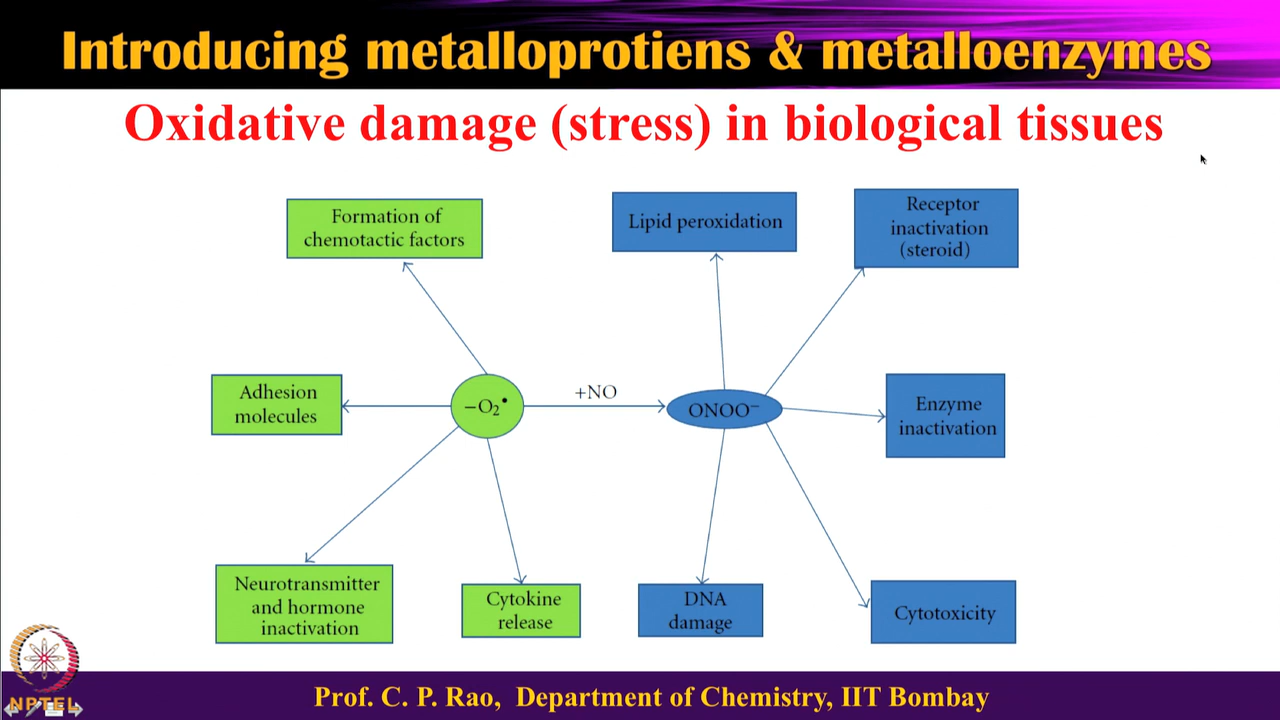 Introducing metalloprotiens & metalloenzymes
Oxidative damage (stress) in biological tissues
Formation of
chemotactic factors
Lipid peroxidation
Receptor
inactivation
(steroid)
Adhesion
molecules
−O₂•
+NO
ONOO⁻
Enzyme
inactivation
Neurotransmitter
and hormone
inactivation
Cytokine
release
DNA
damage
Cytotoxicity
NPTEL
Prof. C. P. Rao, Department of Chemistry, IIT Bombay